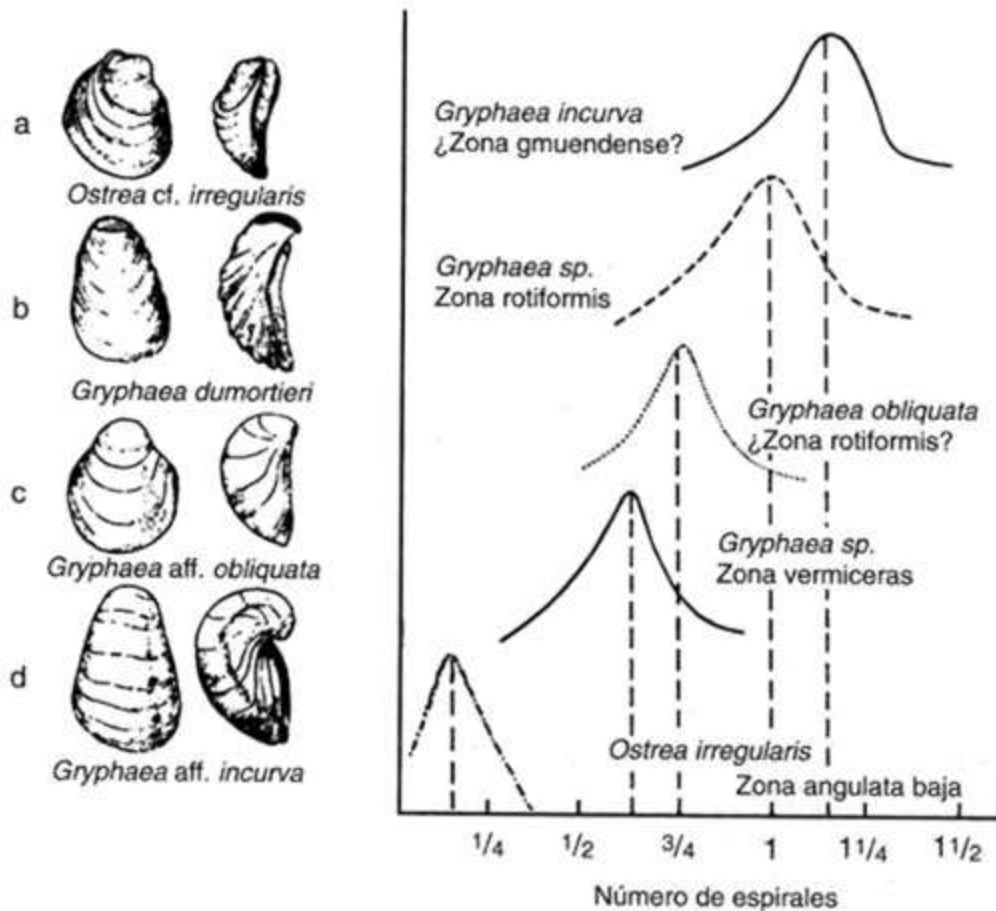 a
Ostrea cf. irregularis
b
Gryphaea dumortieri
c
Gryphaea aff. obliquata
d
Gryphaea aff. incurva
Gryphaea incurva
¿Zona gmuendense?
Gryphaea sp.
Zona rotiformis
Gryphaea obliquata
¿Zona rotiformis?
Gryphaea sp.
Zona vermiceras
Ostrea irregularis
Zona angulata baja
1/4 1/2 3/4 1 1 1/4 1 1/2
Número de espirales